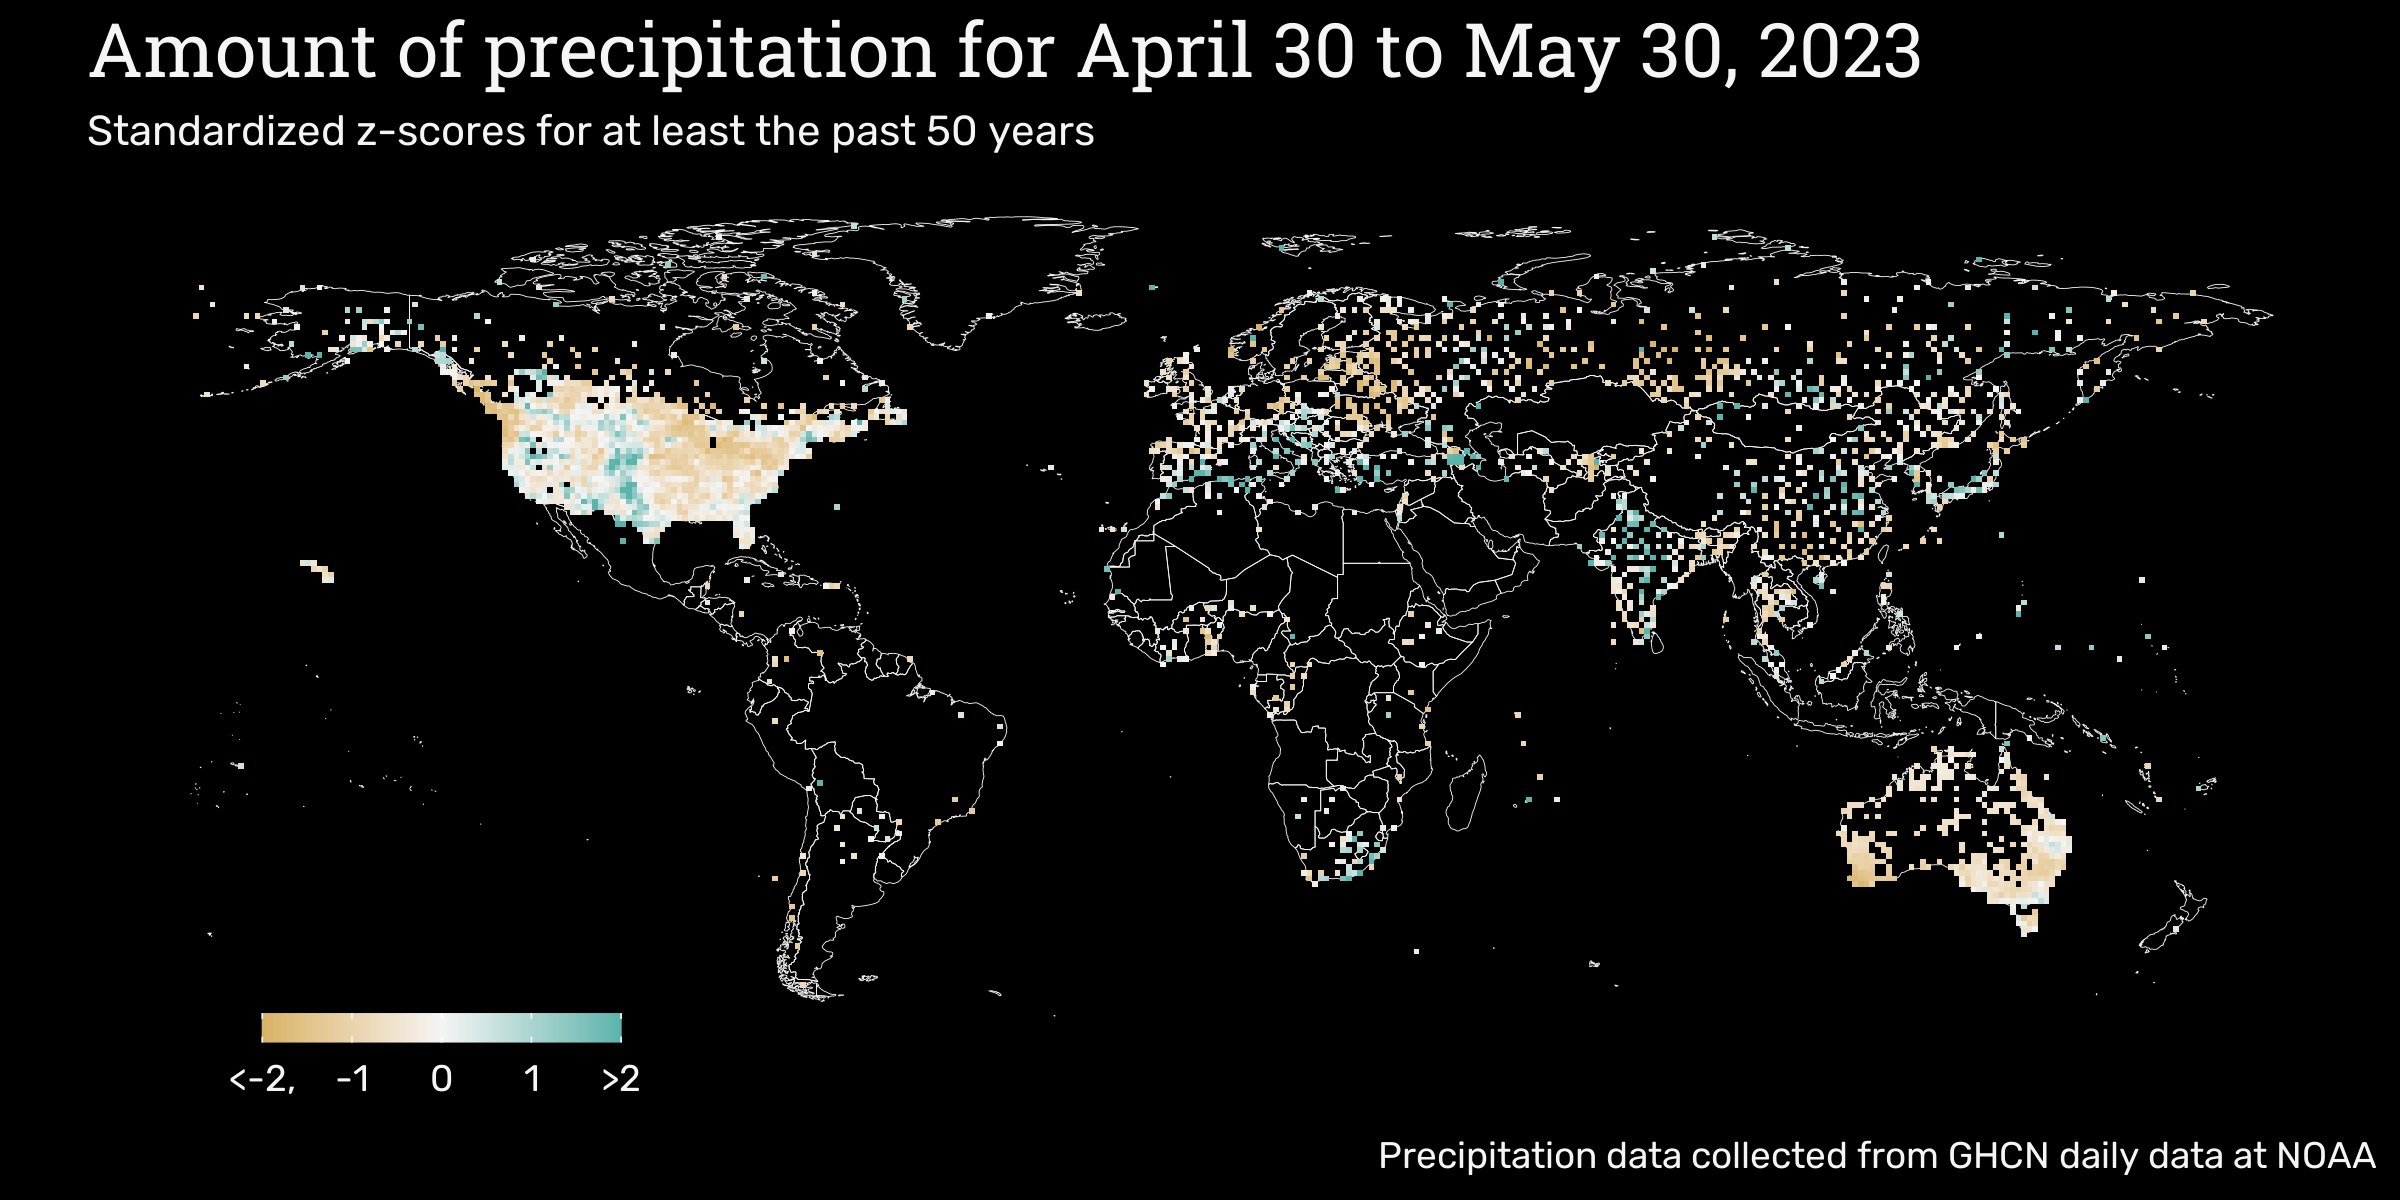 Amount of precipitation for April 30 to May 30, 2023
Standardized z-scores for at least the past 50 years
<-2, -1 0 1 >2
Precipitation data collected from GHCN daily data at NOAA